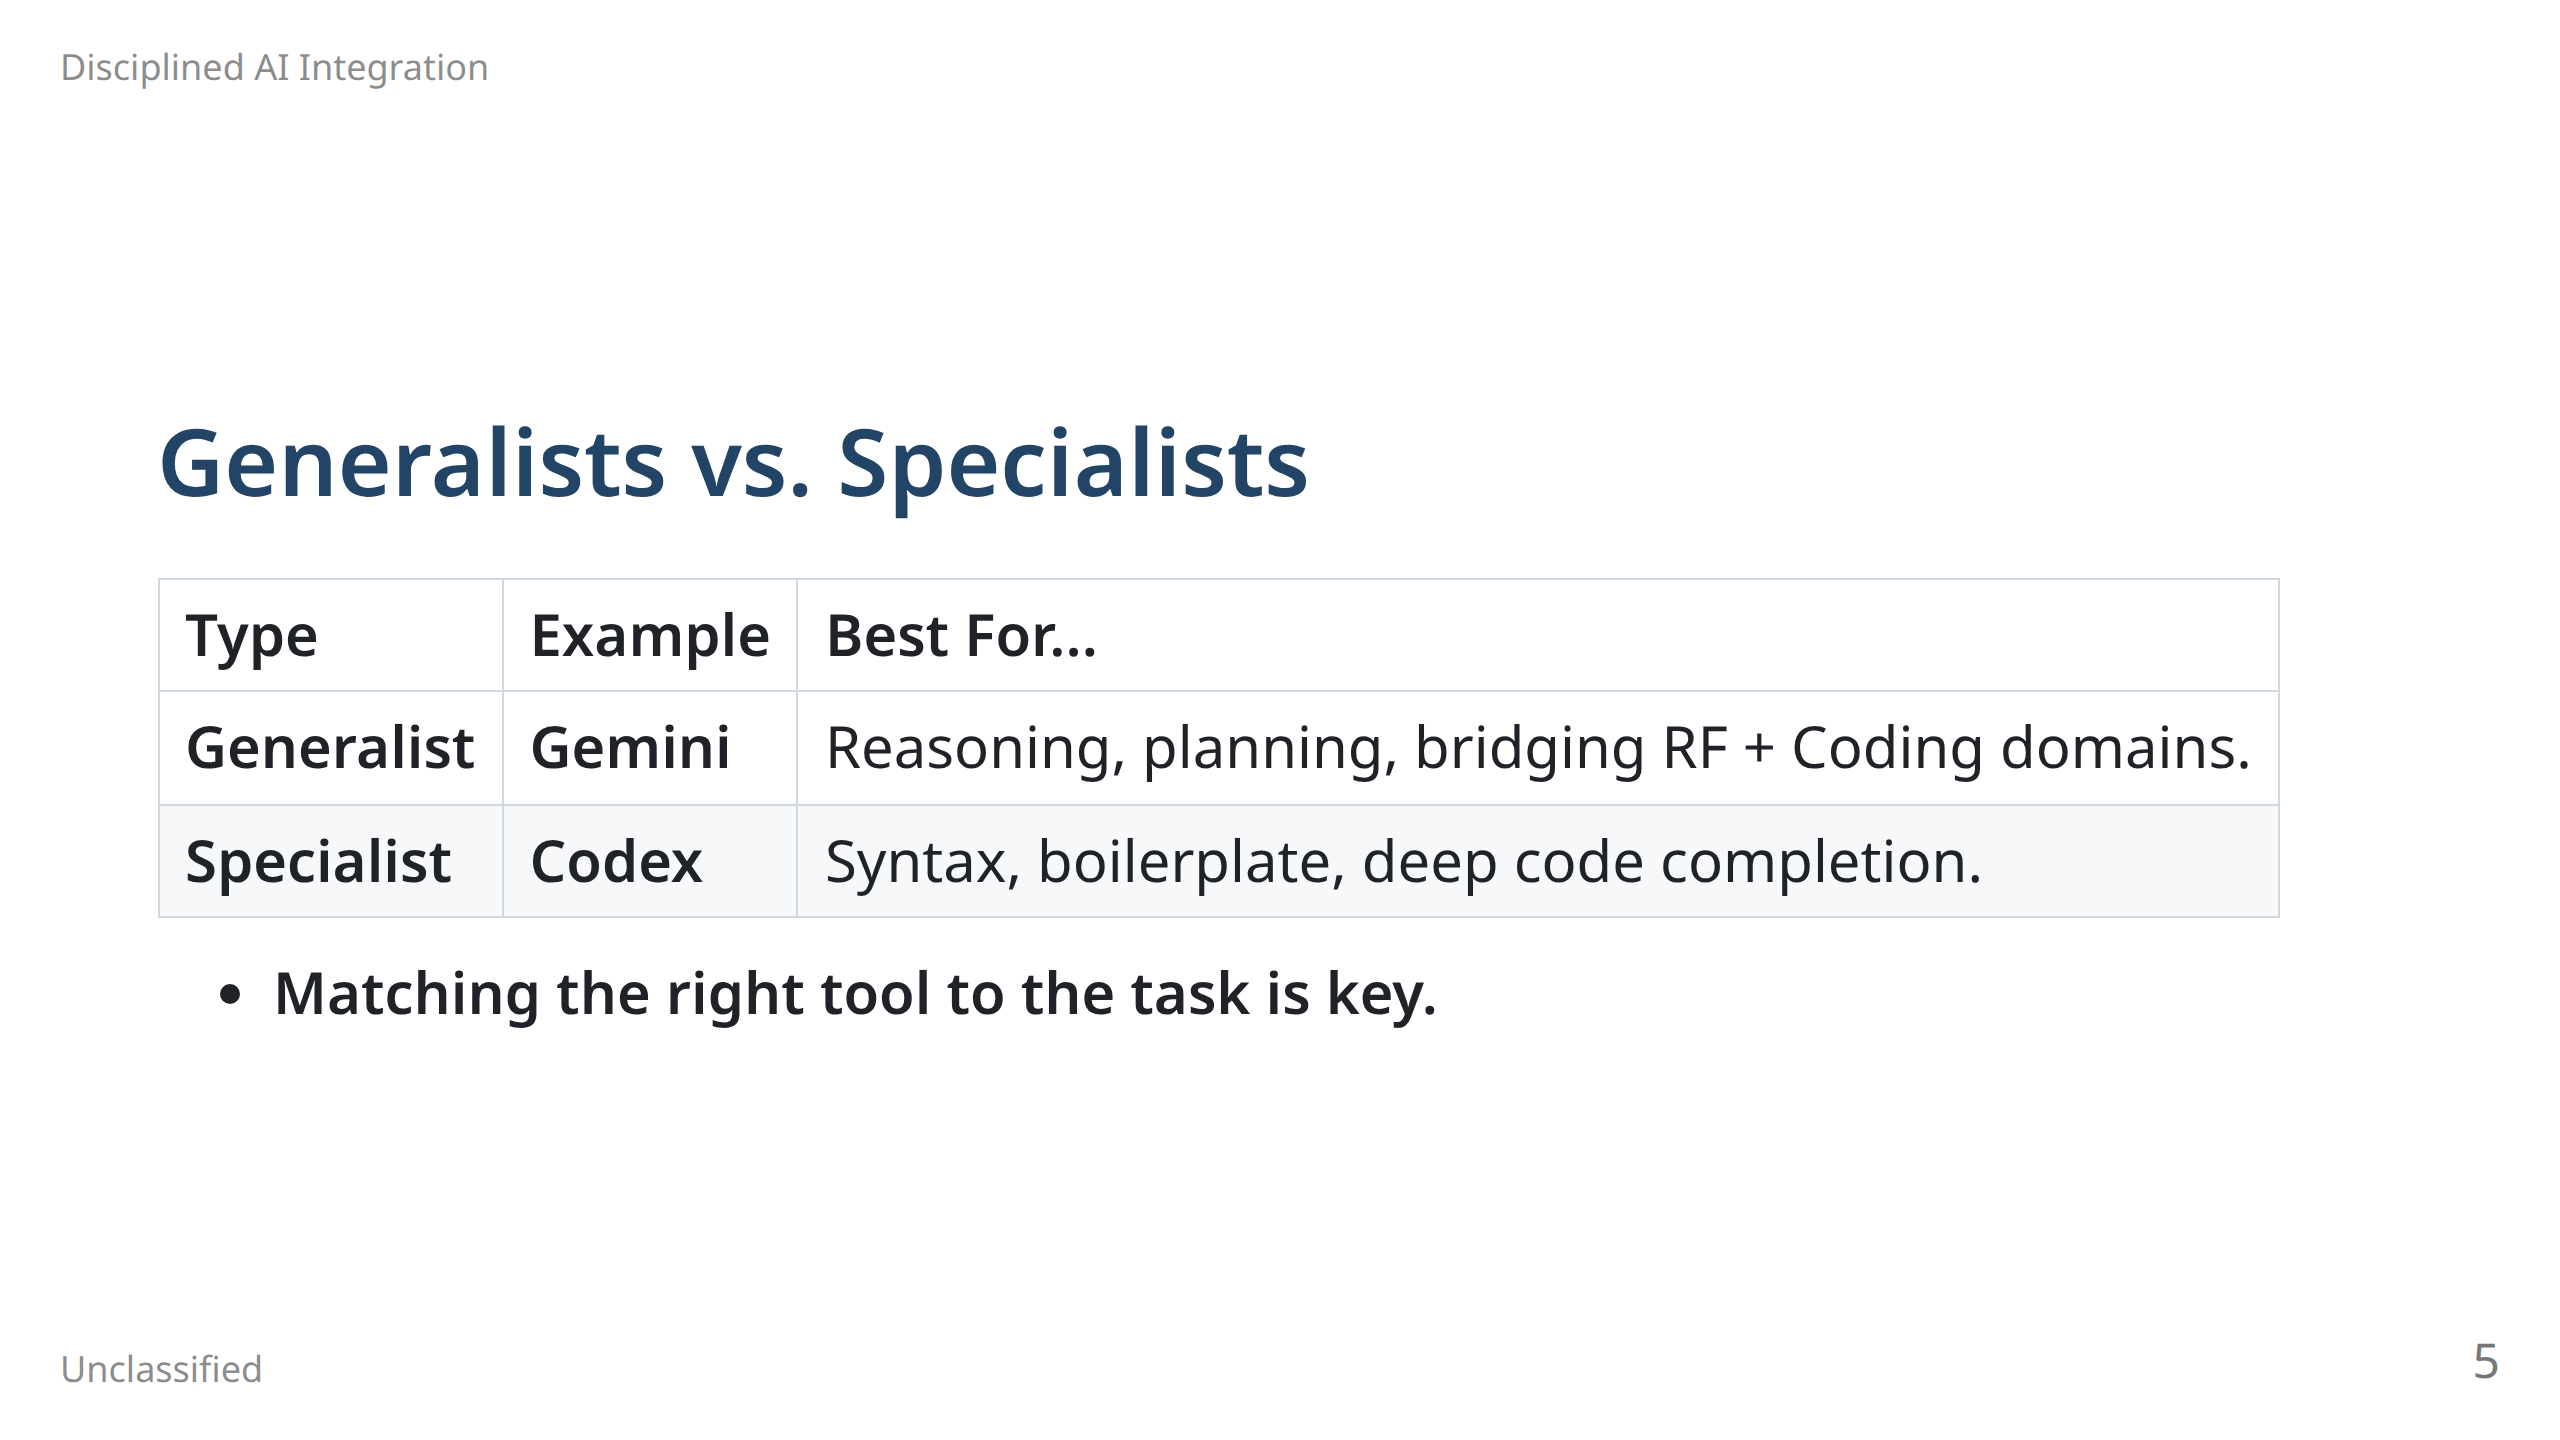 Disciplined AI Integration
Generalists vs. Specialists
Type Example Best For...
Generalist Gemini Reasoning, planning, bridging RF + Coding domains.
Specialist Codex Syntax, boilerplate, deep code completion.
• Matching the right tool to the task is key.
Unclassified
5